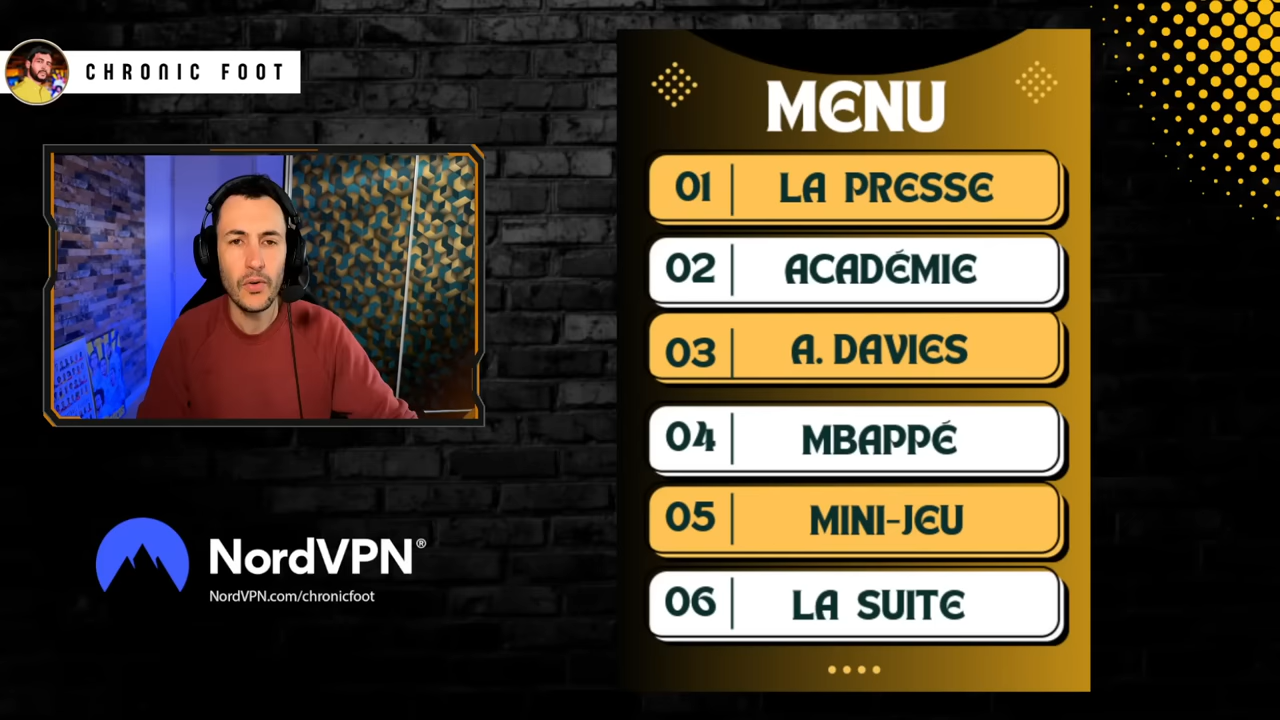 CHRONIC FOOT
MENU
01 LA PRESSE
02 ACADÉMIE
03 A. DAVIES
04 MBAPPÉ
05 MINI-JEU
06 LA SUITE
NordVPN®
NordVPN.com/chronicfoot